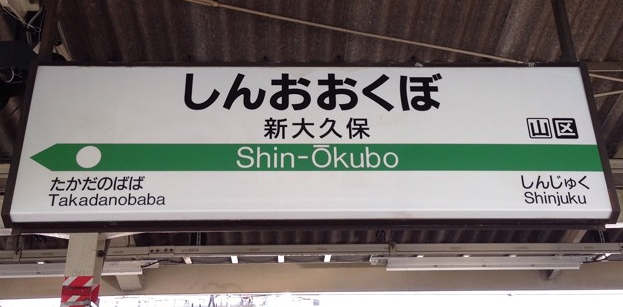 しんおおくぼ
新大久保
山区
Shin-Ōkubo
たかだのばば
Takadanobaba
しんじゅく
Shinjuku